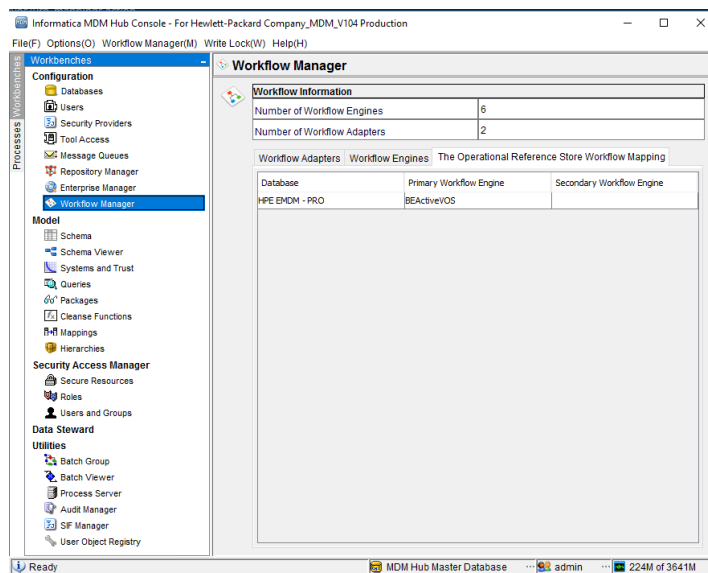 Informatica MDM Hub Console - For Hewlett-Packard Company_MDM_V104 Production
File(F) Options(O) Workflow Manager(M) Write Lock(W) Help(H)
Processes Workbenches
Workbenches
Configuration
Databases
Users
Security Providers
Tool Access
Message Queues
Repository Manager
Enterprise Manager
Workflow Manager
Model
Schema
Schema Viewer
Systems and Trust
Queries
Packages
Cleanse Functions
Mappings
Hierarchies
Security Access Manager
Secure Resources
Roles
Users and Groups
Data Steward
Utilities
Batch Group
Batch Viewer
Process Server
Audit Manager
SIF Manager
User Object Registry
Workflow Manager
Workflow Information
Number of Workflow Engines 6
Number of Workflow Adapters 2
Workflow Adapters Workflow Engines The Operational Reference Store Workflow Mapping
Database Primary Workflow Engine Secondary Workflow Engine
HPE EMDM - PRO BEActiveVOS
Ready MDM Hub Master Database admin 224M of 3641M